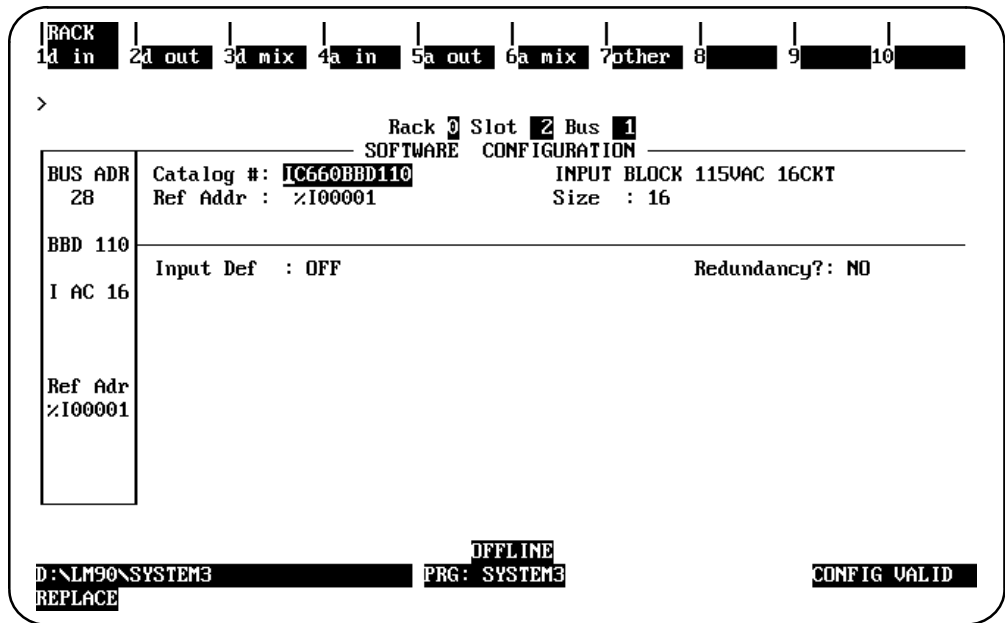 RACK
1d in 2d out 3d mix 4a in 5a out 6a mix 7other 8 9 10
>
Rack 0 Slot 2 Bus 1
SOFTWARE CONFIGURATION
BUS ADR
28
BBD 110
I AC 16
Ref Adr
%I00001
Catalog #: IC660BBD110 INPUT BLOCK 115VAC 16CKT
Ref Addr : %I00001 Size : 16
Input Def : OFF Redundancy?: NO
OFFLINE
D:\LM90\SYSTEM3 PRG: SYSTEM3 CONFIG VALID
REPLACE